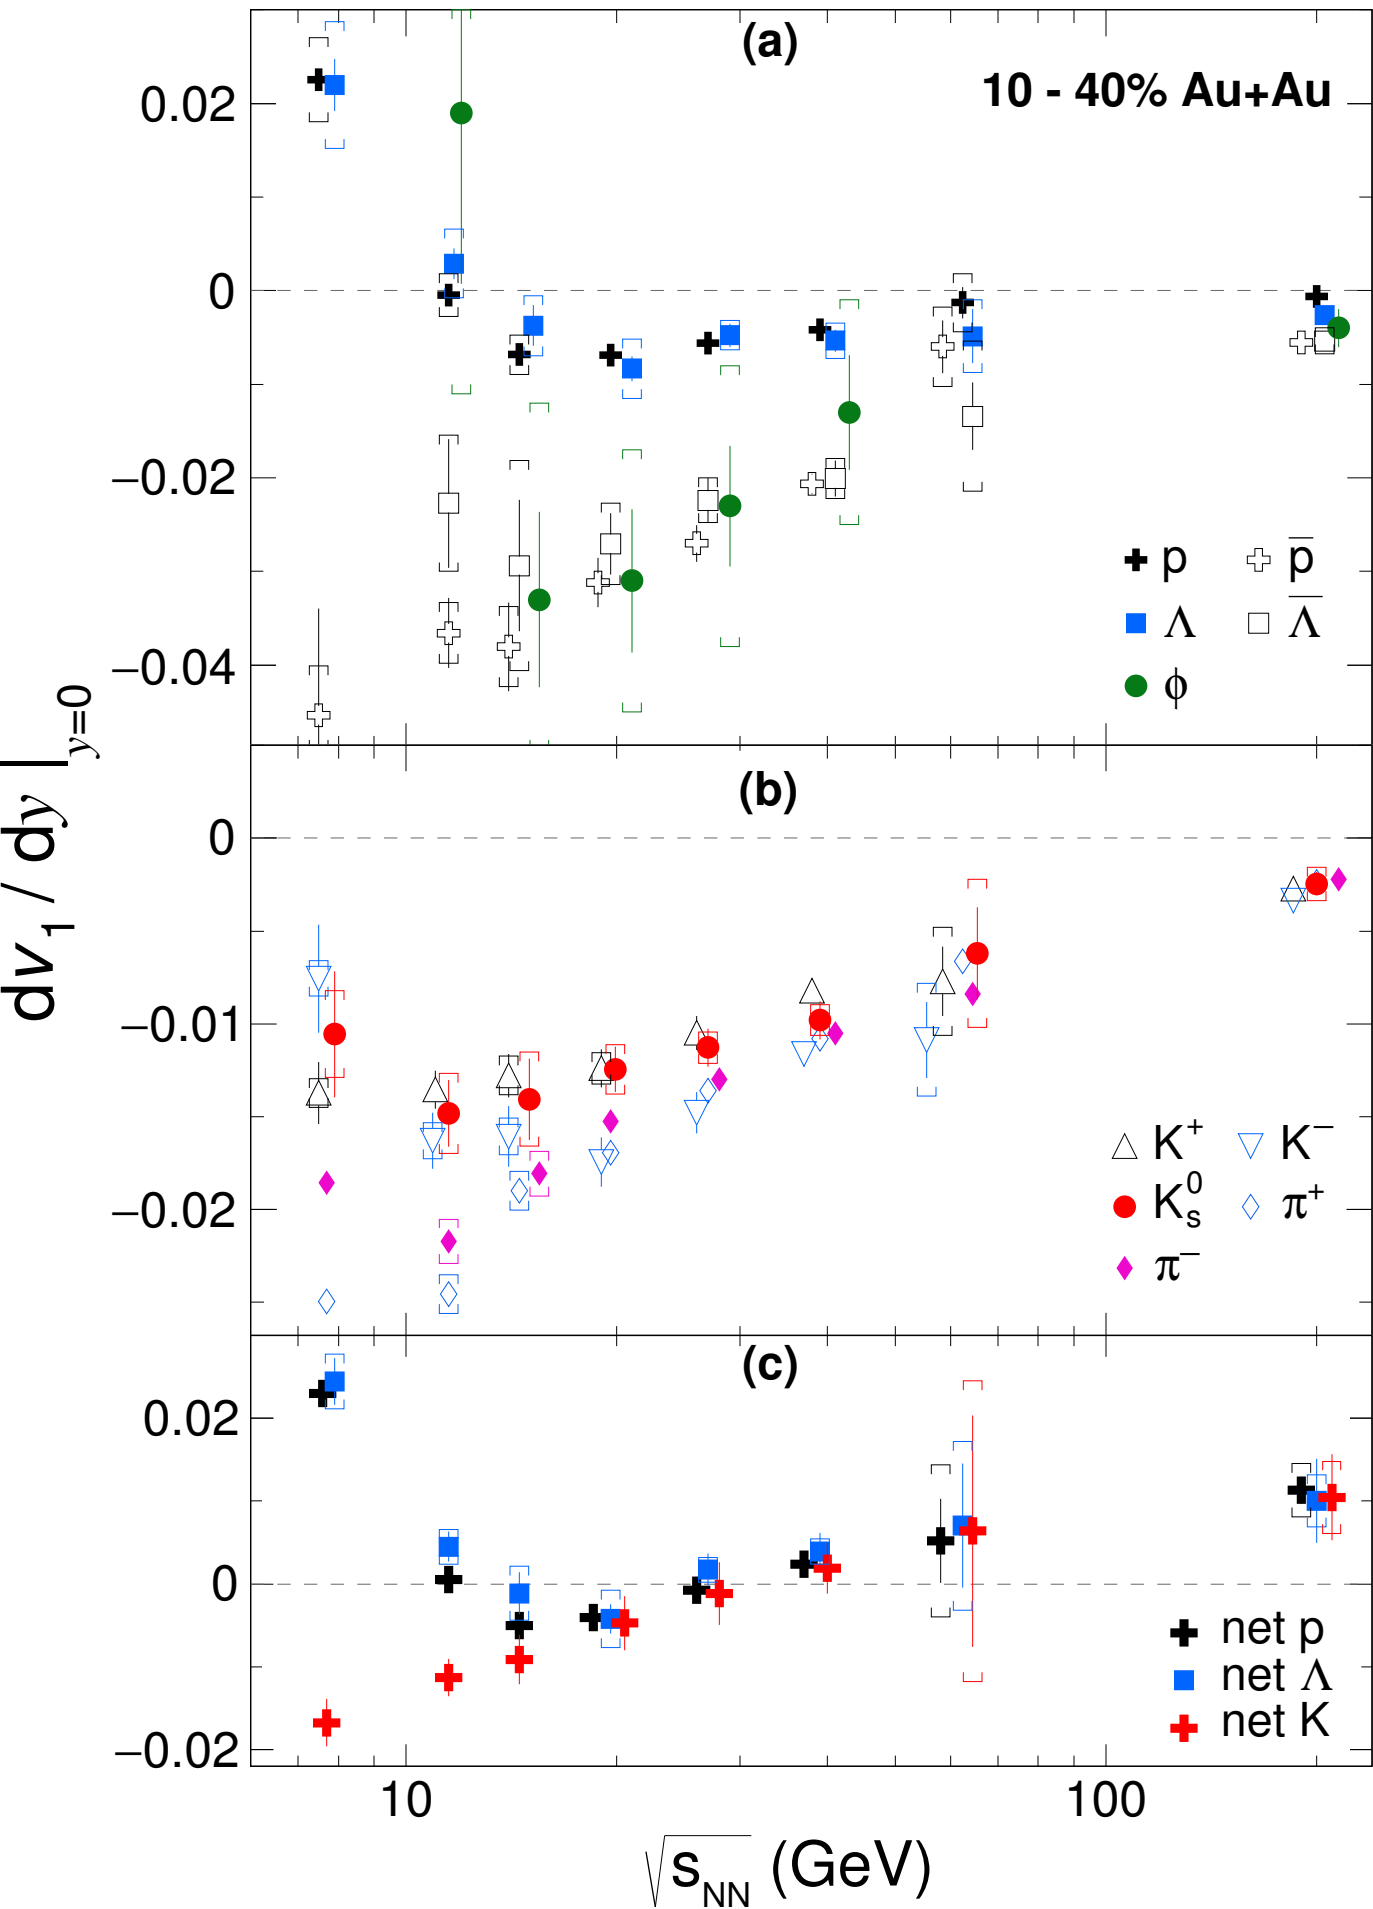 (a)
10 - 40% Au+Au
0.02
0
−0.02
−0.04
p p̅
Λ Λ̅
ϕ
dv₁ / dy|y=0
(b)
0
−0.01
−0.02
K⁺ K⁻
K⁰s π⁺
π⁻
(c)
0.02
0
−0.02
net p
net Λ
net K
10 100
√sNN (GeV)